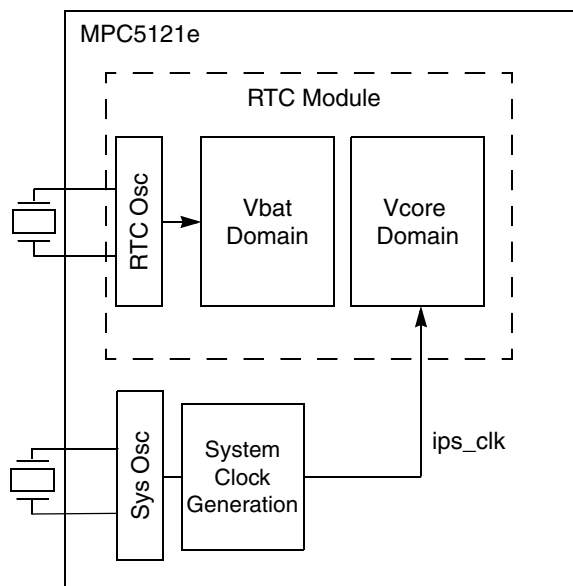 MPC5121e
RTC Module
RTC Osc
Vbat
Domain
Vcore
Domain
Sys Osc
System
Clock
Generation
ips_clk